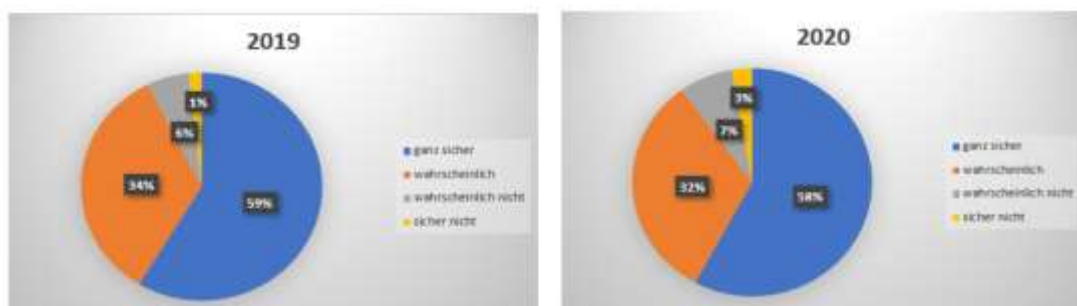 2019
1%
6%
34%
59%
ganz sicher
wahrscheinlich
wahrscheinlich nicht
sicher nicht
2020
3%
7%
32%
58%
ganz sicher
wahrscheinlich
wahrscheinlich nicht
sicher nicht